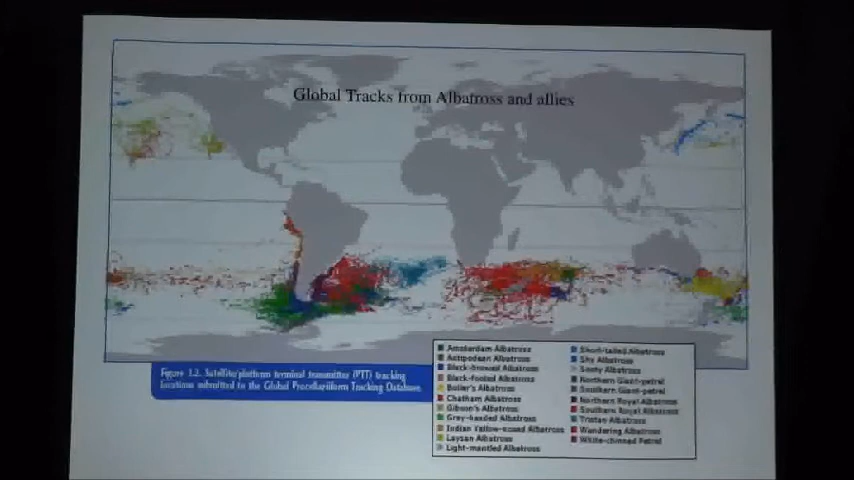 Global Tracks from Albatross and allies
Figure 1.2. Satellite/platform terminal transmitter (PTT) tracking
locations submitted to the Global Procellariiform Tracking Database.
Amsterdam Albatross
Antipodean Albatross
Black-browed Albatross
Black-footed Albatross
Buller's Albatross
Chatham Albatross
Gibson's Albatross
Grey-headed Albatross
Indian Yellow-nosed Albatross
Laysan Albatross
Light-mantled Albatross
Short-tailed Albatross
Shy Albatross
Sooty Albatross
Northern Giant-petrel
Southern Giant-petrel
Northern Royal Albatross
Southern Royal Albatross
Tristan Albatross
Wandering Albatross
White-chinned Petrel